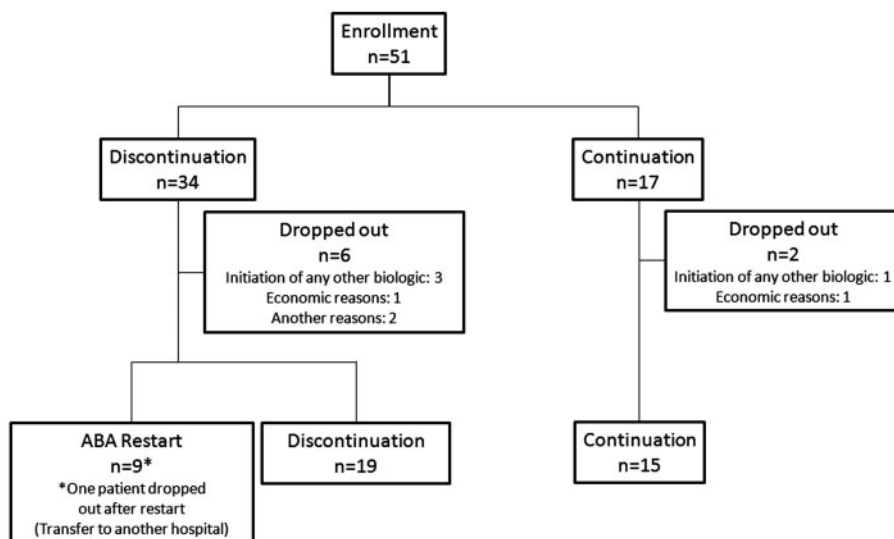 Enrollment
n=51
Discontinuation
n=34
Continuation
n=17
Dropped out
n=6
Initiation of any other biologic: 3
Economic reasons: 1
Another reasons: 2
Dropped out
n=2
Initiation of any other biologic: 1
Economic reasons: 1
ABA Restart
n=9*
*One patient dropped
out after restart
(Transfer to another hospital)
Discontinuation
n=19
Continuation
n=15